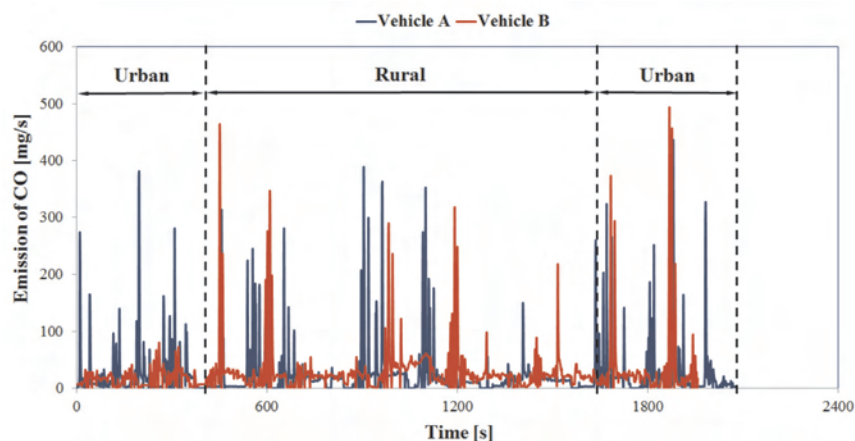 Vehicle A Vehicle B
600
Urban Rural Urban
500
400
300
200
100
0
Emission of CO [mg/s]
0 600 1200 1800 2400
Time [s]